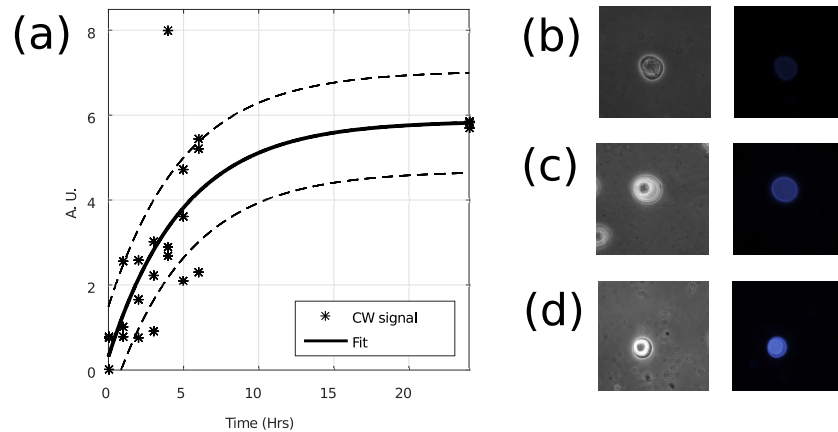 (a)
8
6
4
2
0
A. U.
0 5 10 15 20
Time (Hrs)
CW signal
Fit
(b)
(c)
(d)